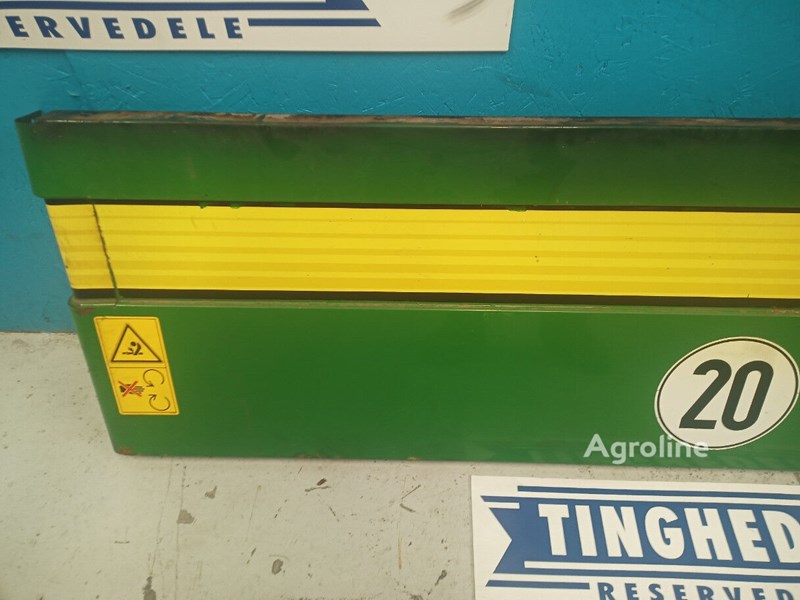 ERVEDELE
20
Agroline
TINGHED
RESERVED